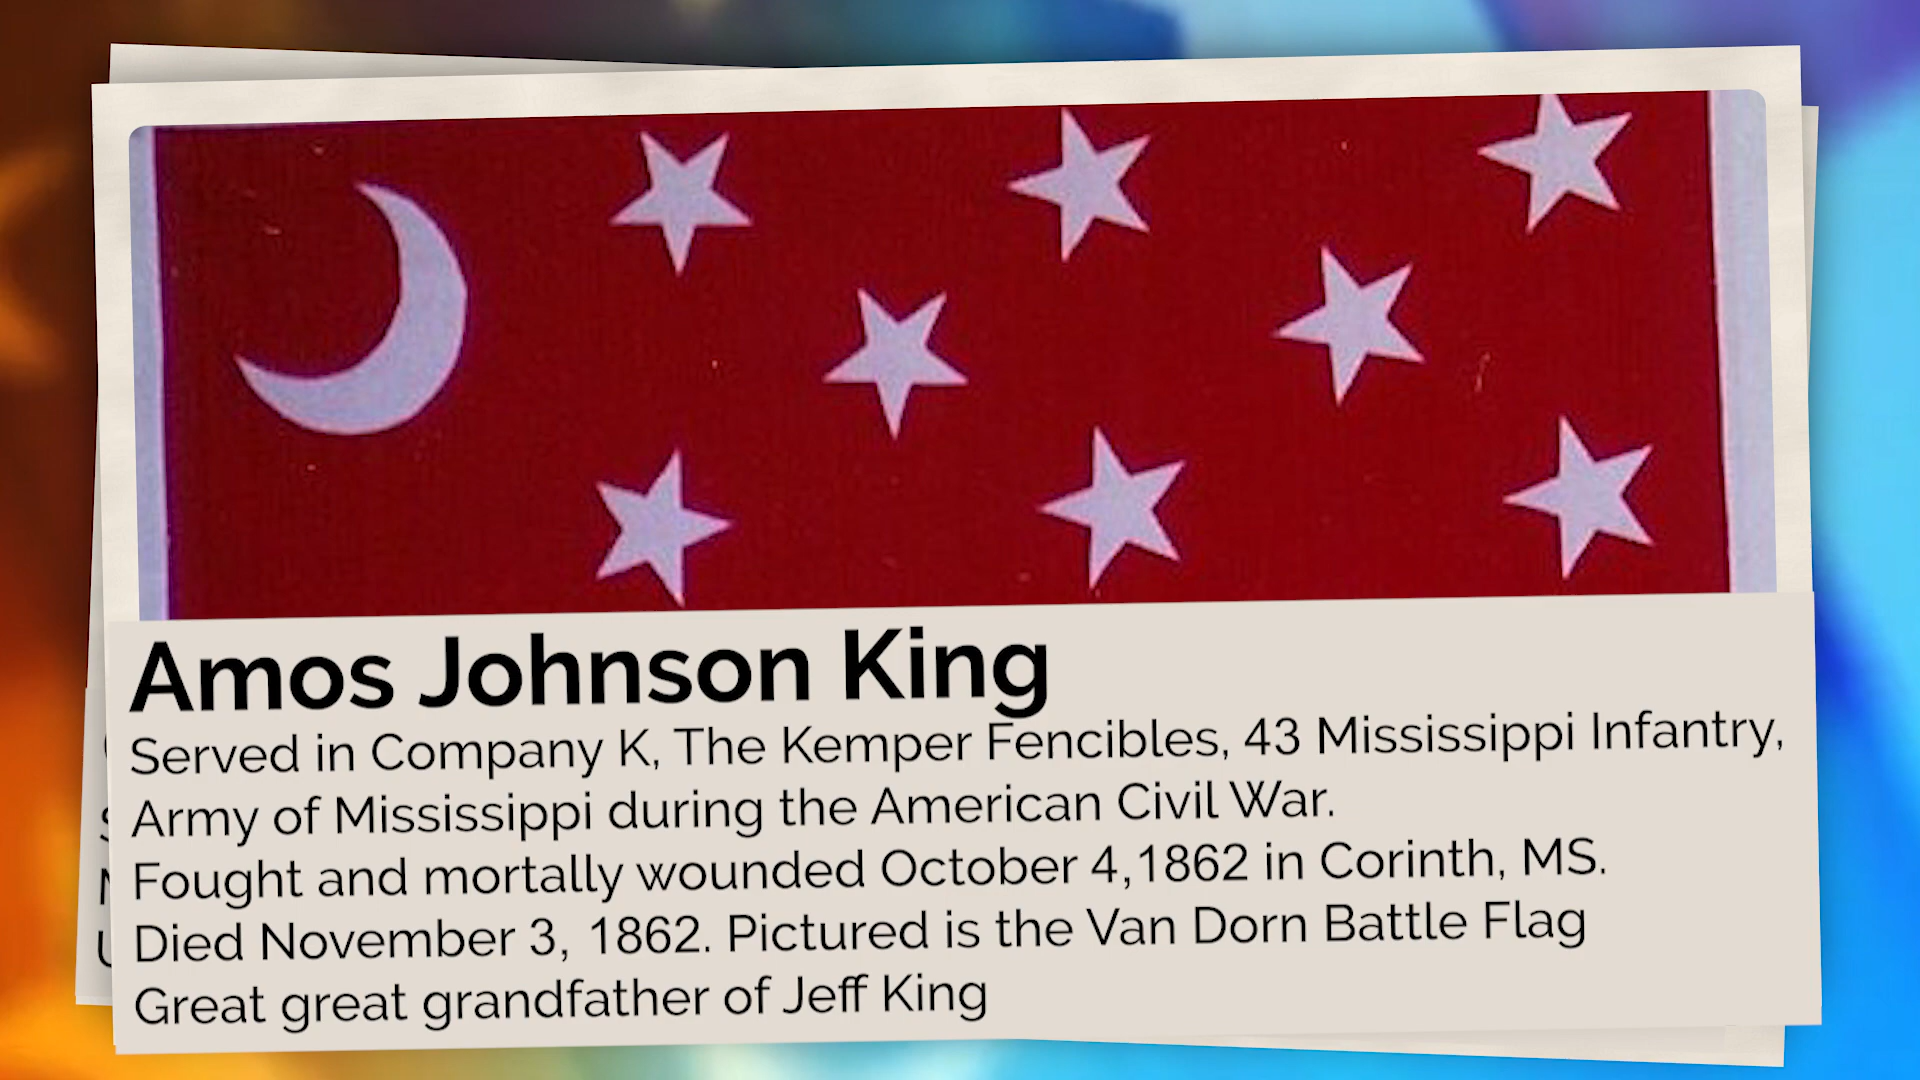 Amos Johnson King
Served in Company K, The Kemper Fencibles, 43 Mississippi Infantry,
Army of Mississippi during the American Civil War.
Fought and mortally wounded October 4,1862 in Corinth, MS.
Died November 3, 1862. Pictured is the Van Dorn Battle Flag
Great great grandfather of Jeff King